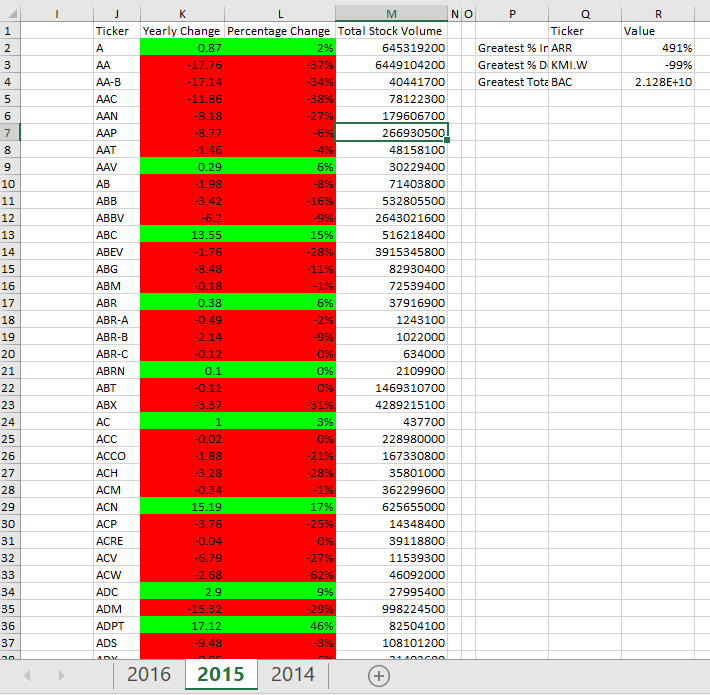 I J K L M N O P Q R
1 Ticker Yearly Change Percentage Change Total Stock Volume Ticker Value
2 A 0.87 2% 645319200 Greatest % In ARR 491%
3 AA -17.76 -37% 6449104200 Greatest % D KMI.W -99%
4 AA-B -17.14 -34% 40441700 Greatest Tota BAC 2.128E+10
5 AAC -11.86 -38% 78122300
6 AAN -8.18 -27% 179606700
7 AAP -8.77 -6% 266930500
8 AAT -1.46 -4% 48158100
9 AAV 0.29 6% 30229400
10 AB -1.98 -8% 71403800
11 ABB -3.42 -16% 532805500
12 ABBV -6.2 -9% 2643021600
13 ABC 13.55 15% 516218400
14 ABEV -1.76 -28% 3915345800
15 ABG -8.48 -11% 82930400
16 ABM -0.18 -1% 72539400
17 ABR 0.38 6% 37916900
18 ABR-A -0.49 -2% 1243100
19 ABR-B -2.14 -9% 1022000
20 ABR-C -0.12 0% 634000
21 ABRN 0.1 0% 2109900
22 ABT -0.11 0% 1469310700
23 ABX -3.37 -31% 4289215100
24 AC 1 3% 437700
25 ACC -0.02 0% 228980000
26 ACCO -1.88 -21% 167330800
27 ACH -3.28 -28% 35801000
28 ACM -0.34 -1% 362299600
29 ACN 15.19 17% 625655000
30 ACP -3.76 -25% 14348400
31 ACRE -0.04 0% 39118800
32 ACV -6.79 -27% 11539300
33 ACW -2.68 -62% 46092000
34 ADC 2.9 9% 27995400
35 ADM -15.32 -29% 998224500
36 ADPT 17.12 46% 82504100
37 ADS -9.48 -3% 108101200
2016 2015 2014